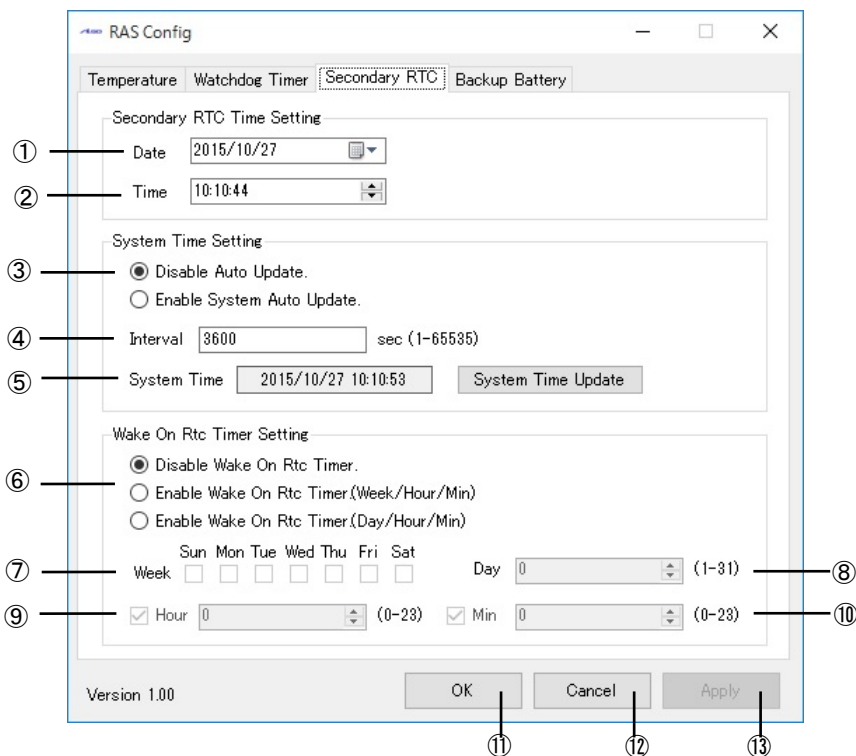 RAS Config
Temperature Watchdog Timer Secondary RTC Backup Battery
Secondary RTC Time Setting
① Date 2015/10/27
② Time 10:10:44
System Time Setting
③ Disable Auto Update.
Enable System Auto Update.
④ Interval 3600 sec (1-65535)
⑤ System Time 2015/10/27 10:10:53 System Time Update
Wake On Rtc Timer Setting
Disable Wake On Rtc Timer.
⑥ Enable Wake On Rtc Timer.(Week/Hour/Min)
Enable Wake On Rtc Timer.(Day/Hour/Min)
Sun Mon Tue Wed Thu Fri Sat
⑦ Week Day 0 (1-31) ⑧
⑨ Hour 0 (0-23) Min 0 (0-23) ⑩
Version 1.00 OK Cancel Apply
⑪ ⑫ ⑬